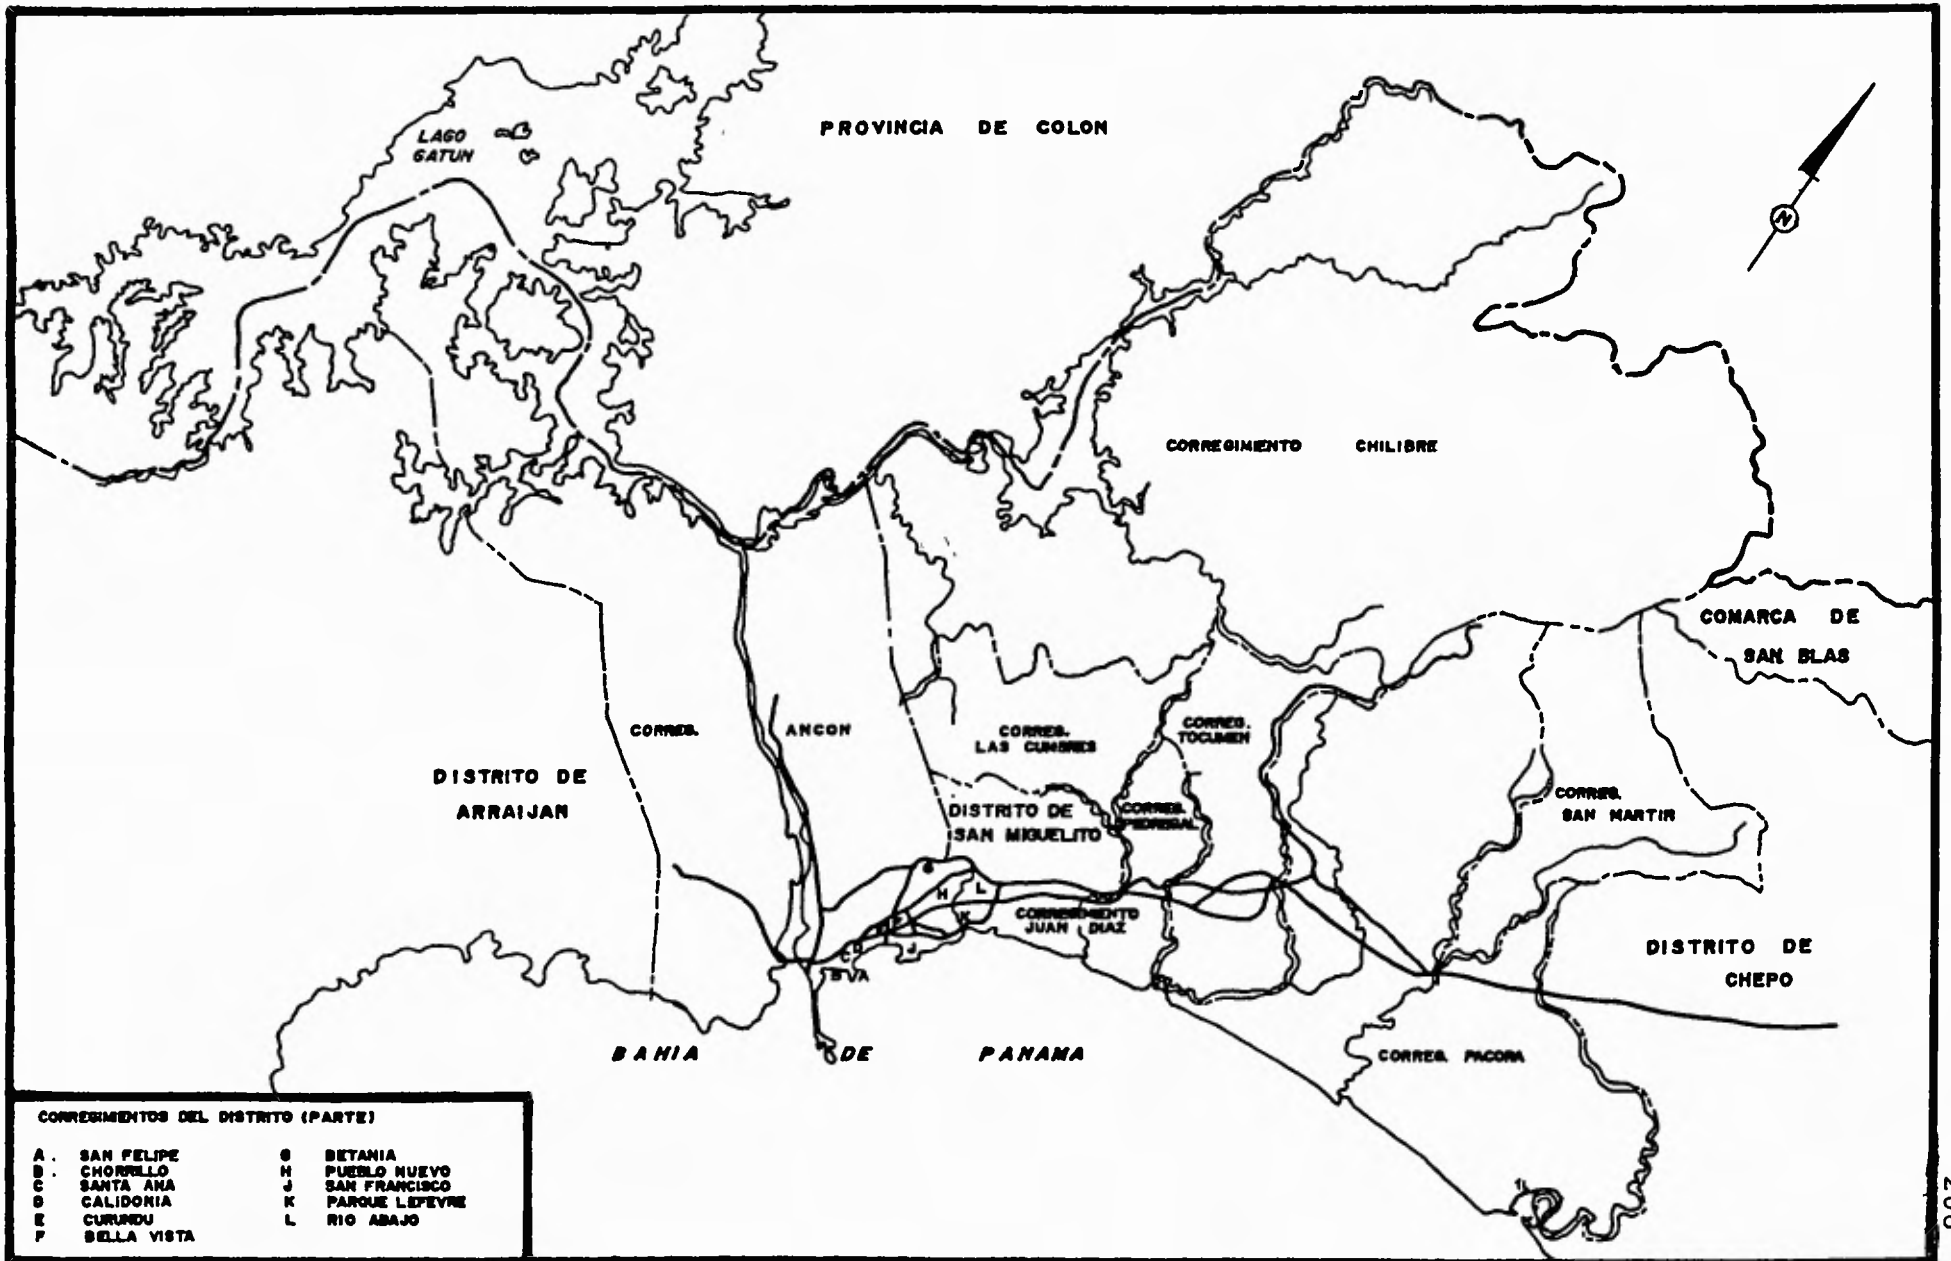 PROVINCIA DE COLON
LAGO
GATUN
N
CORREGIMIENTO CHILIBRE
COMARCA DE
SAN BLAS
CORREG. ANCON
CORREG.
LAS CUMBRES
CORREG.
TOCUMEN
DISTRITO DE
ARRAIJAN
DISTRITO DE
SAN MIGUELITO
CORREG.
PEDREGAL
CORREG.
SAN MARTIN
G
H
L
K
J
CORREGIMIENTO
JUAN DIAZ
C
D
B
A
DISTRITO DE
CHEPO
BAHIA DE PANAMA
CORREG. PACORA
CORREGIMIENTOS DEL DISTRITO (PARTE)
A. SAN FELIPE
B. CHORRILLO
C SANTA ANA
D CALIDONIA
E CURUNDU
F BELLA VISTA
G BETANIA
H PUEBLO NUEVO
J SAN FRANCISCO
K PARQUE LEFEVRE
L RIO ABAJO